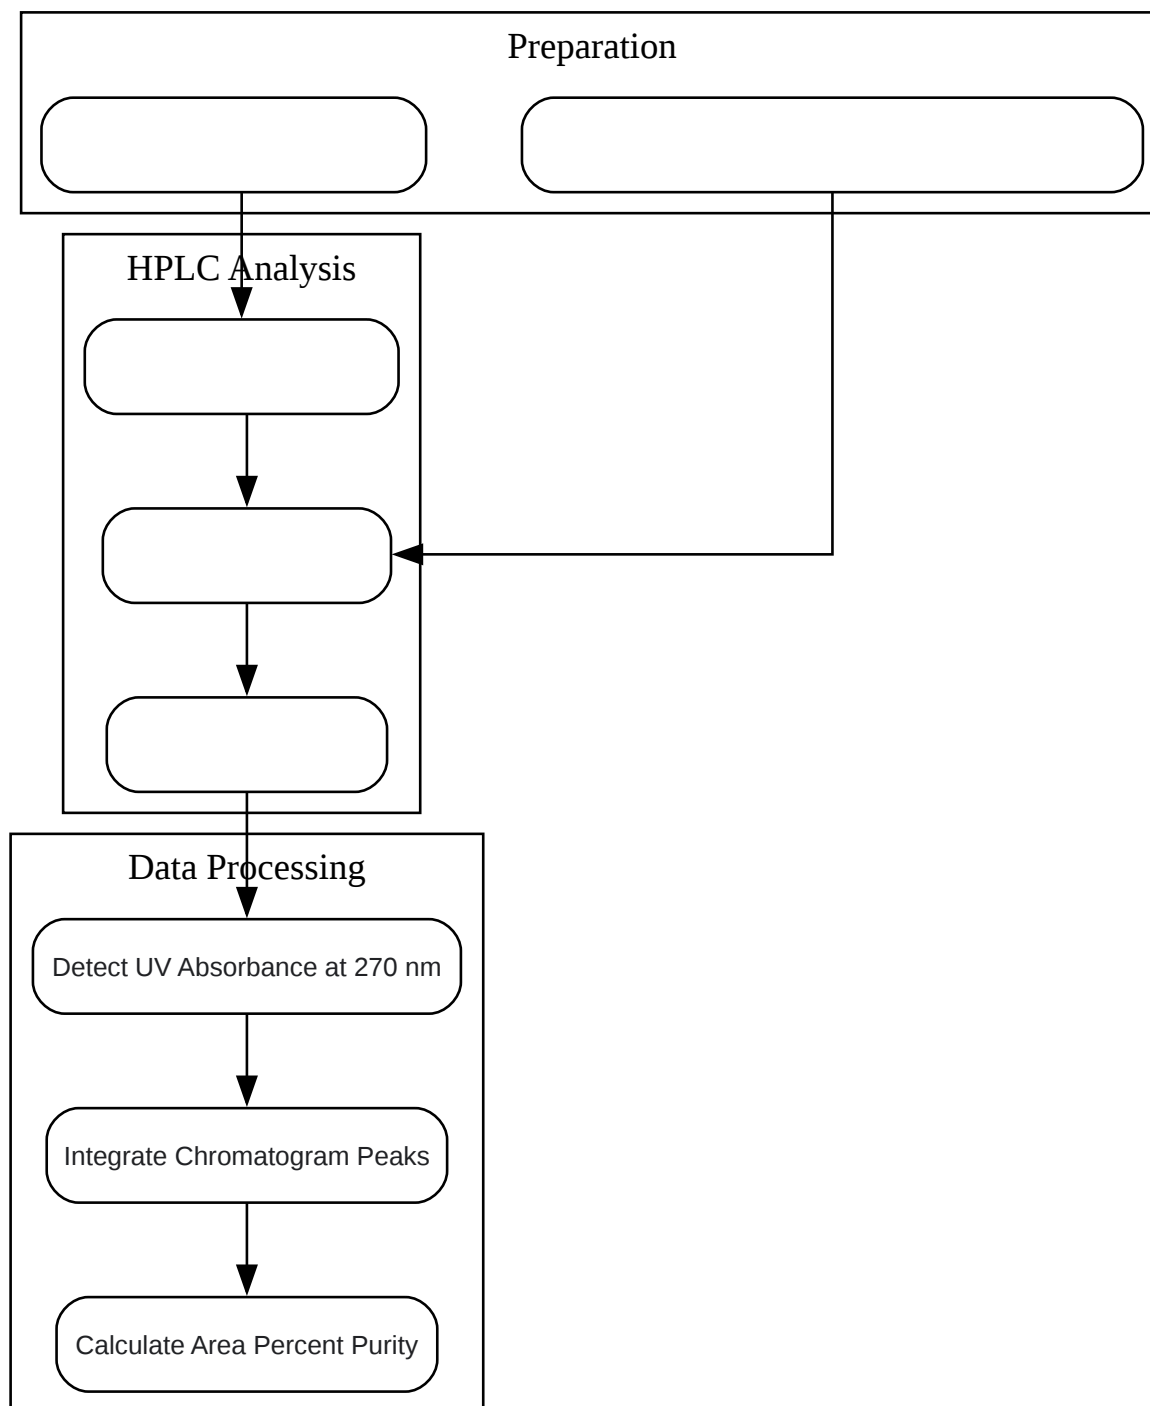 Preparation
HPLC Analysis
Data Processing
Detect UV Absorbance at 270 nm
Integrate Chromatogram Peaks
Calculate Area Percent Purity